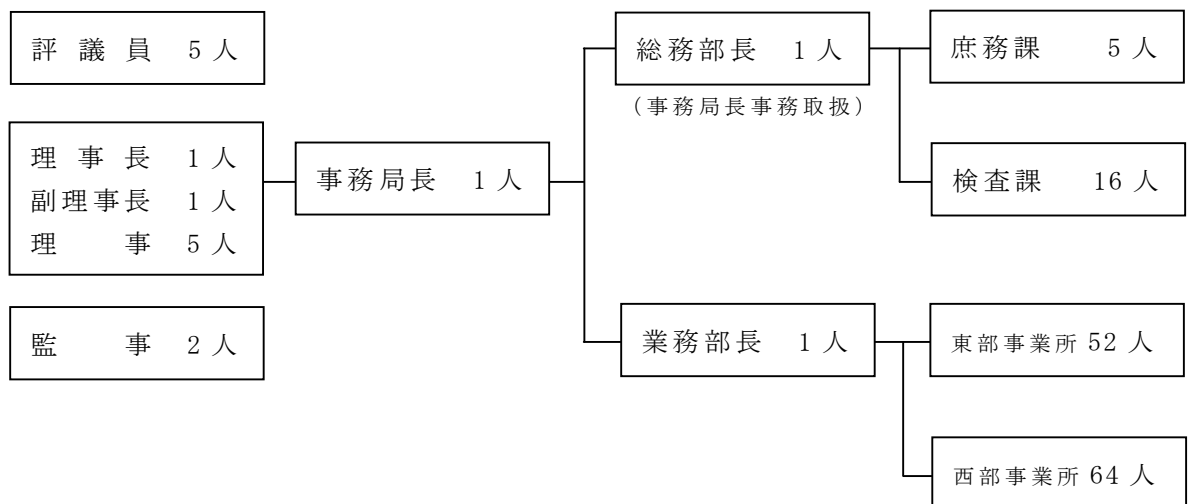 評議員 5人
理事長 1人
副理事長 1人
理事 5人
監事 2人
事務局長 1人
総務部長 1人
(事務局長事務取扱)
業務部長 1人
庶務課 5人
検査課 16人
東部事業所 52人
西部事業所 64人